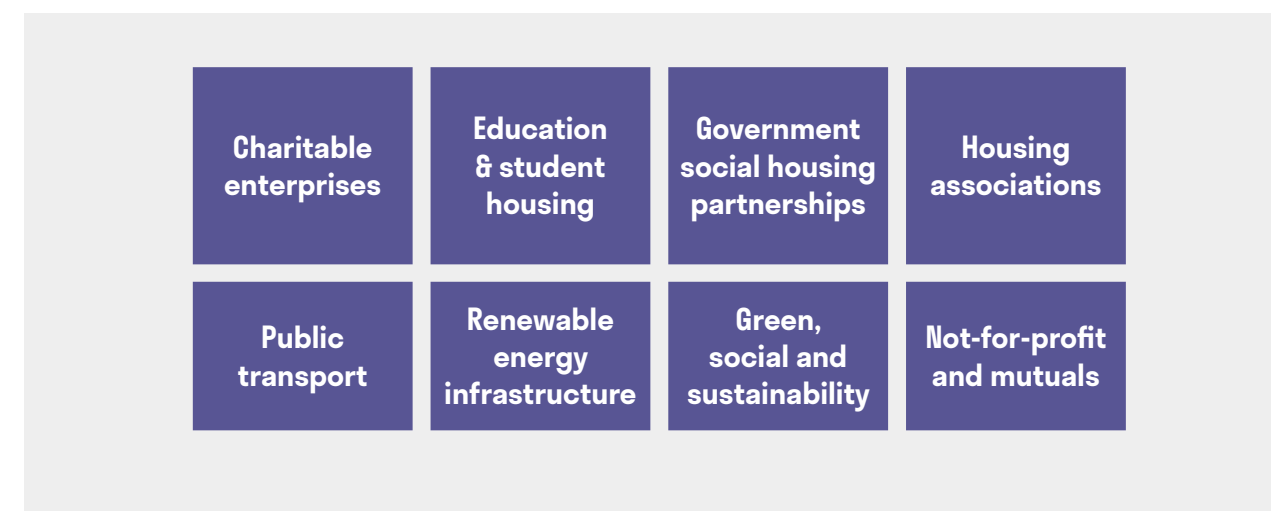 Charitable
enterprises
Education
& student
housing
Government
social housing
partnerships
Housing
associations
Public
transport
Renewable
energy
infrastructure
Green,
social and
sustainability
Not-for-profit
and mutuals